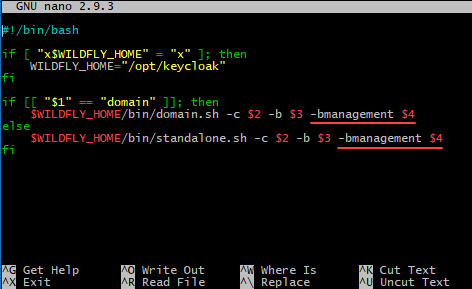 GNU nano 2.9.3
#!/bin/bash
if [ "x$WILDFLY_HOME" = "x" ]; then
WILDFLY_HOME="/opt/keycloak"
fi
if [[ "$1" == "domain" ]]; then
$WILDFLY_HOME/bin/domain.sh -c $2 -b $3 -bmanagement $4
else
$WILDFLY_HOME/bin/standalone.sh -c $2 -b $3 -bmanagement $4
fi
^G Get Help ^O Write Out ^W Where Is ^K Cut Text
^X Exit ^R Read File ^\ Replace ^U Uncut Text